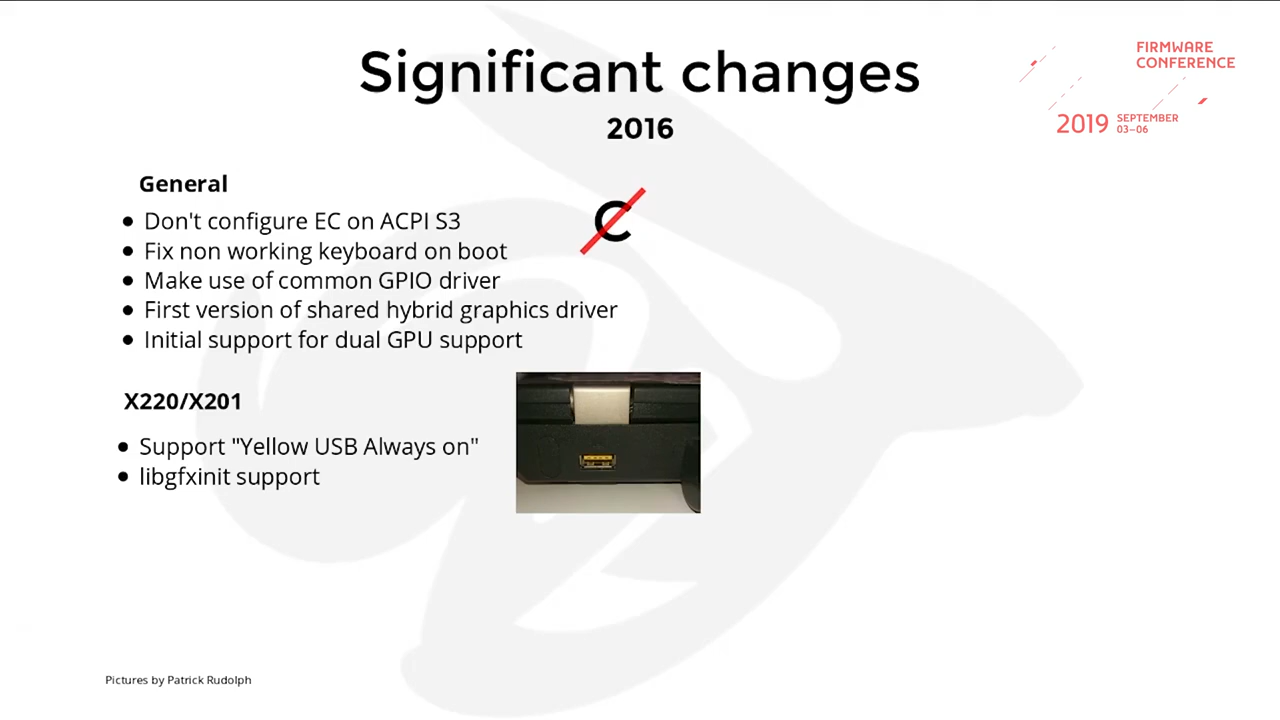 Significant changes
2016
FIRMWARE
CONFERENCE
2019 SEPTEMBER
03–06
General
Don't configure EC on ACPI S3
Fix non working keyboard on boot
Make use of common GPIO driver
First version of shared hybrid graphics driver
Initial support for dual GPU support
C
X220/X201
Support "Yellow USB Always on"
libgfxinit support
Pictures by Patrick Rudolph